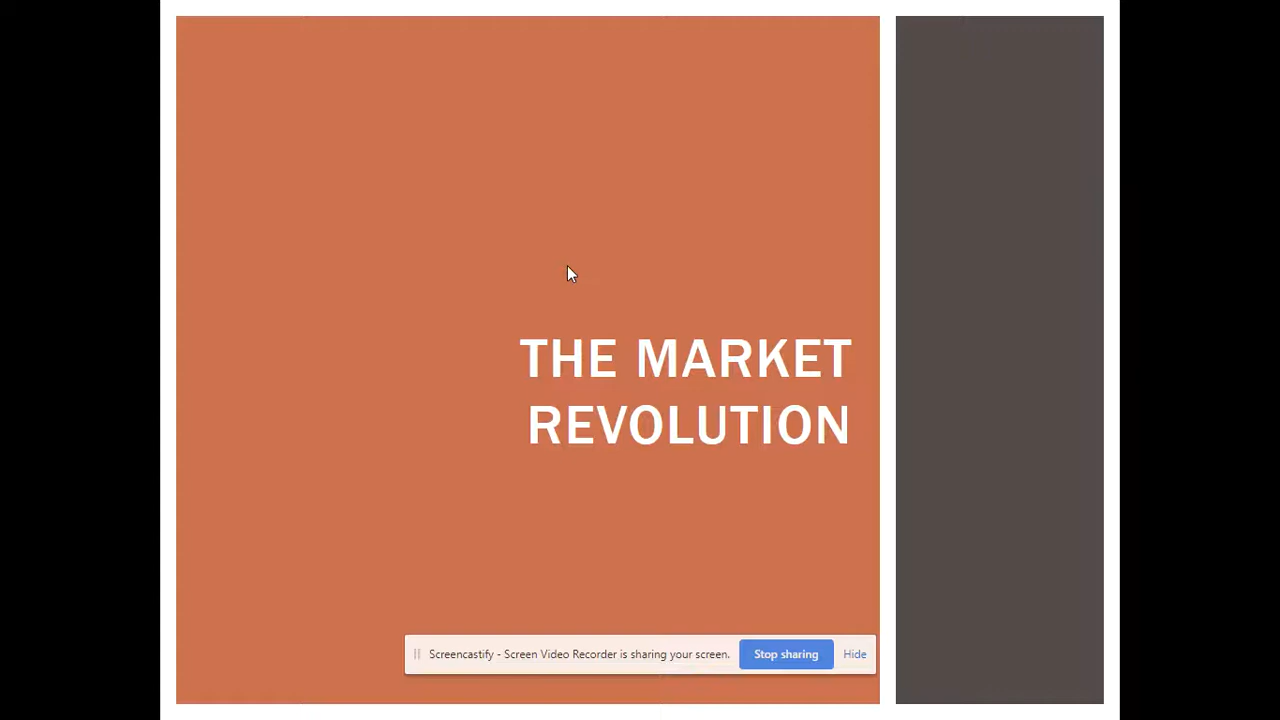 THE MARKET
REVOLUTION
Screencastify - Screen Video Recorder is sharing your screen. Stop sharing Hide